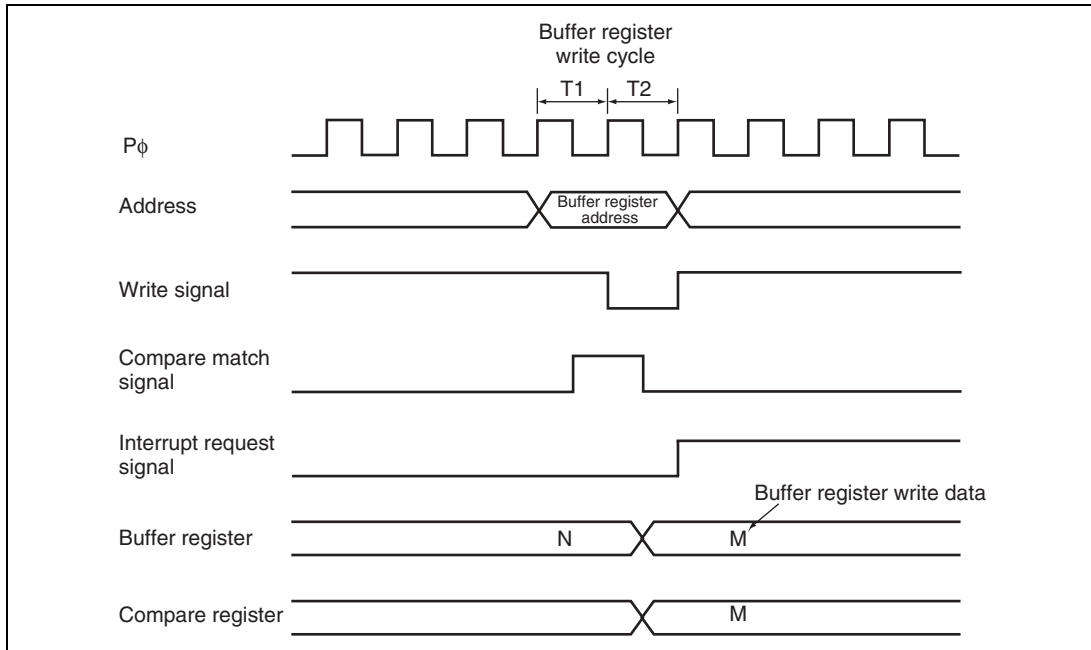 Buffer register
write cycle
T1 T2
Pϕ
Address
Buffer register
address
Write signal
Compare match
signal
Interrupt request
signal
Buffer register write data
Buffer register N M
Compare register M